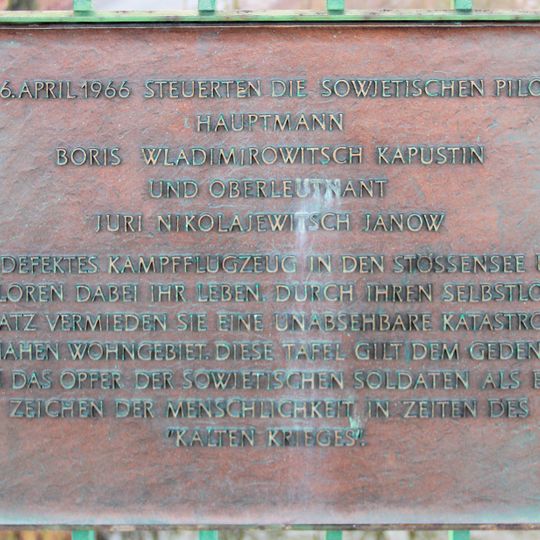 6. APRIL 1966 STEUERTEN DIE SOWJETISCHEN PILO
HAUPTMANN
BORIS WLADIMIROWITSCH KAPUSTIN
UND OBERLEUTNANT
JURI NIKOLAJEWITSCH JANOW
DEFEKTES KAMPFFLUGZEUG IN DEN STÖSSENSEE U
LOREN DABEI IHR LEBEN. DURCH IHREN SELBSTLO
ATZ VERMIEDEN SIE EINE UNABSEHBARE KATASTRO
NAHEN WOHNGEBIET. DIESE TAFEL GILT DEM GEDEN
DAS OPFER DER SOWJETISCHEN SOLDATEN ALS E
ZEICHEN DER MENSCHLICHKEIT IN ZEITEN DES
"KALTEN KRIEGES".